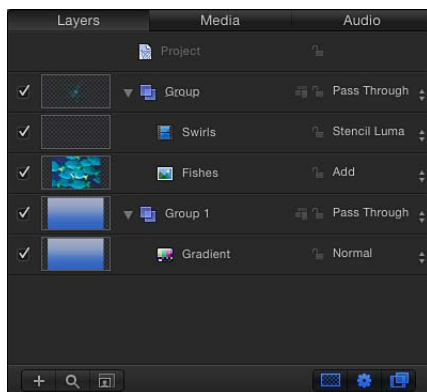 Layers Media Audio
Project
Group Pass Through
Swirls Stencil Luma
Fishes Add
Group 1 Pass Through
Gradient Normal